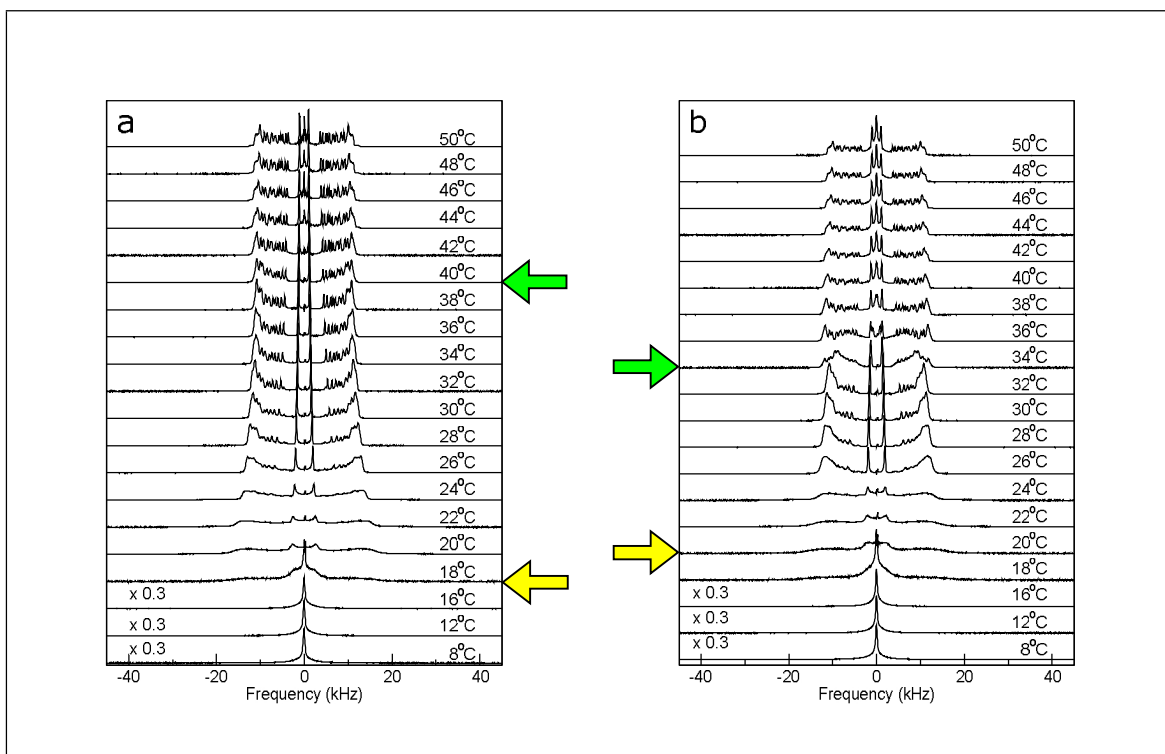 a
50°C
48°C
46°C
44°C
42°C
40°C
38°C
36°C
34°C
32°C
30°C
28°C
26°C
24°C
22°C
20°C
18°C
x 0.3
16°C
x 0.3
12°C
x 0.3
8°C
-40 -20 0 20 40
Frequency (kHz)
b
50°C
48°C
46°C
44°C
42°C
40°C
38°C
36°C
34°C
32°C
30°C
28°C
26°C
24°C
22°C
20°C
18°C
x 0.3
16°C
x 0.3
12°C
x 0.3
8°C
-40 -20 0 20 40
Frequency (kHz)